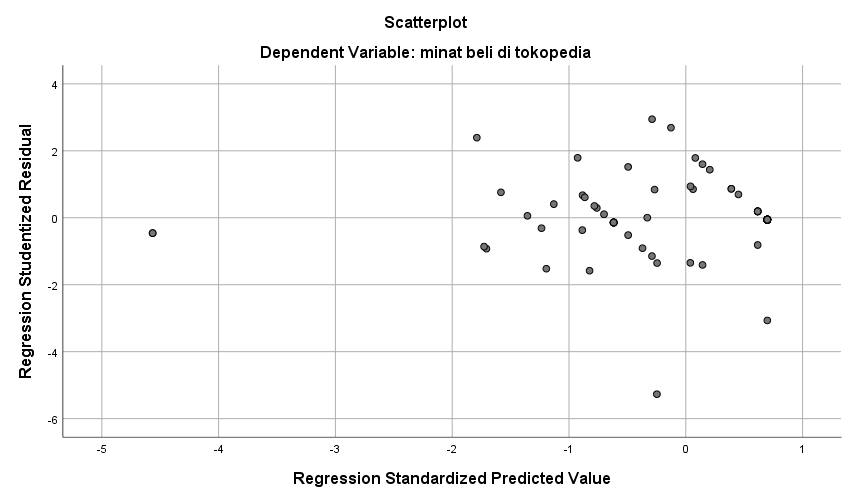 Scatterplot
Dependent Variable: minat beli di tokopedia
Regression Studentized Residual
4
2
0
-2
-4
-6
-5 -4 -3 -2 -1 0 1
Regression Standardized Predicted Value